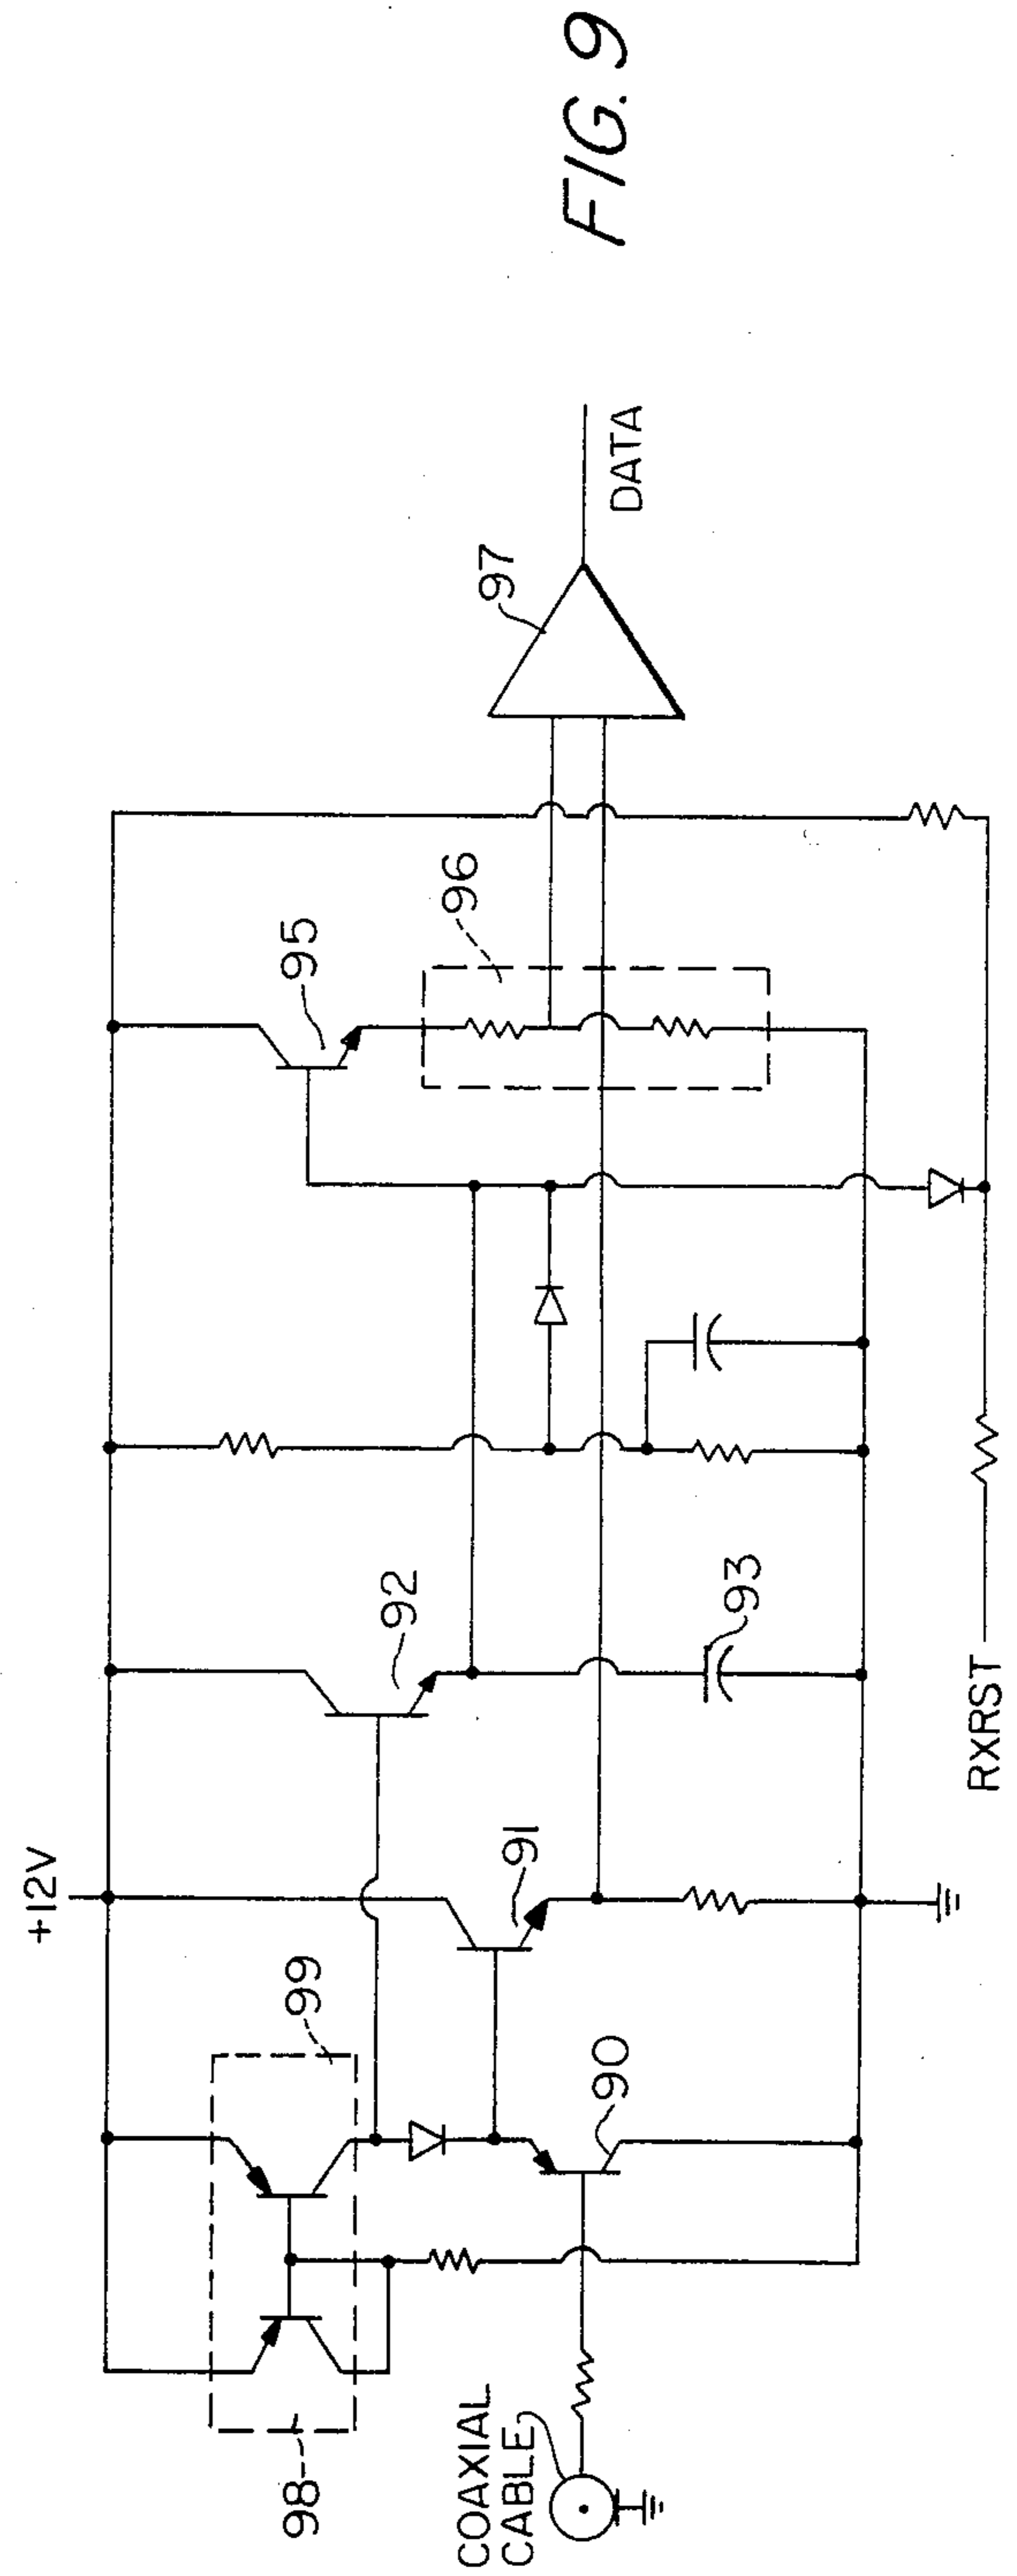 +12V
98
99
COAXIAL
CABLE
90
91
92
93
RXRST
95
96
97
DATA
FIG. 9